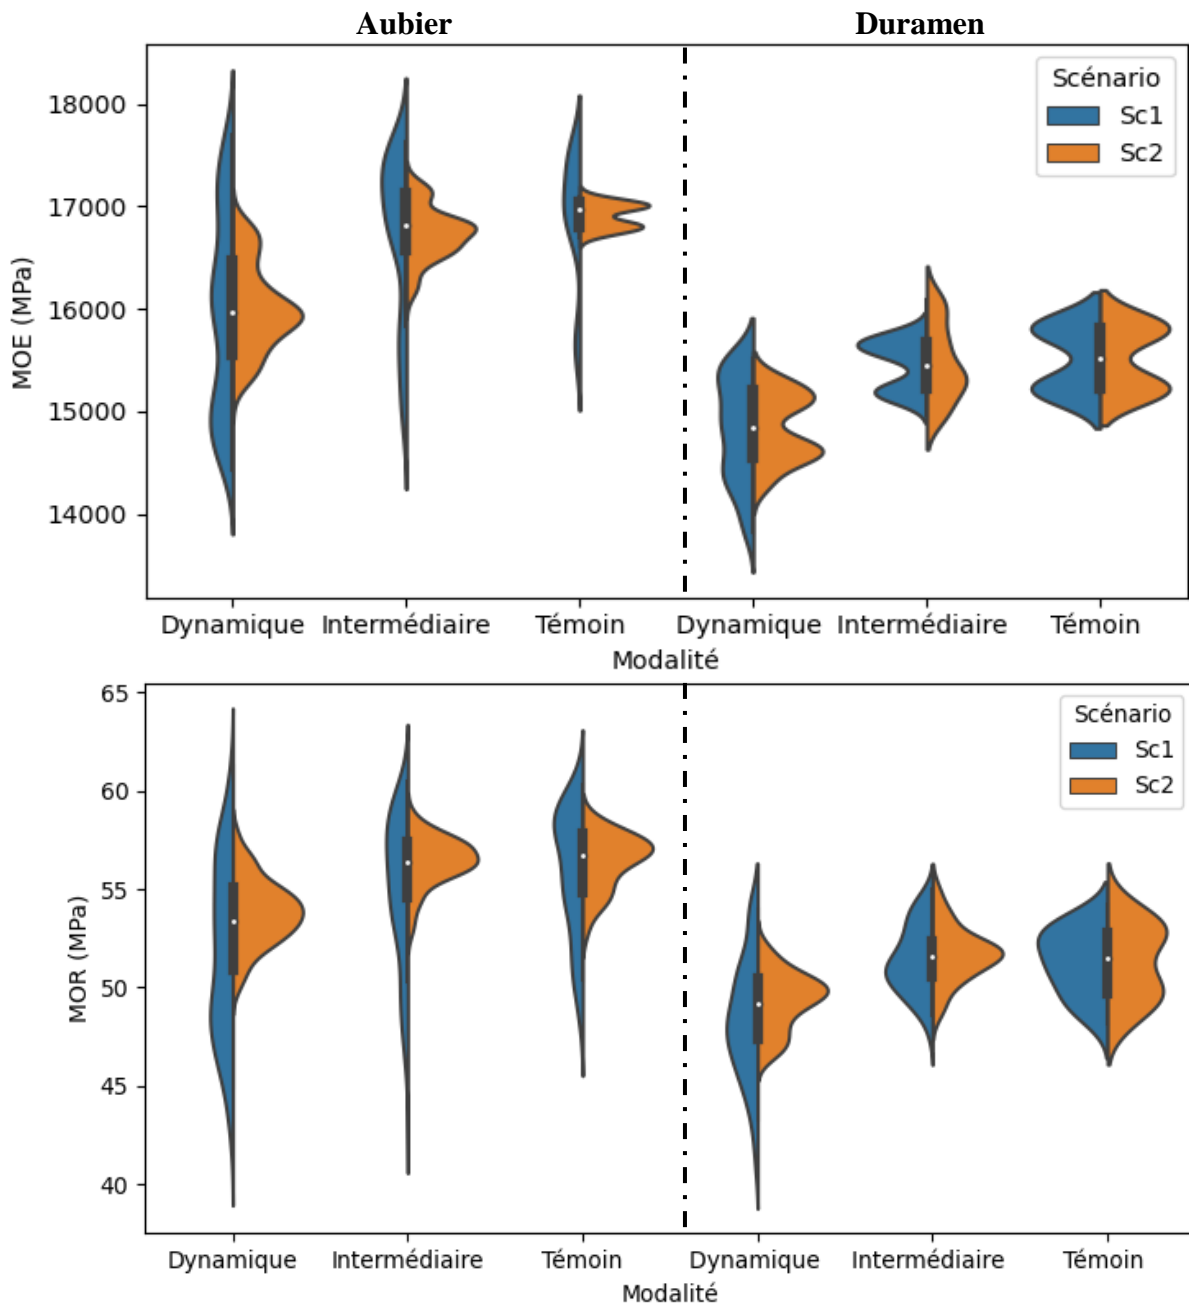 Aubier Duramen
Scénario
Sc1
Sc2
18000
17000
16000
15000
14000
MOE (MPa)
Dynamique Intermédiaire Témoin Dynamique Intermédiaire Témoin
Modalité
Scénario
Sc1
Sc2
65
60
55
50
45
40
MOR (MPa)
Dynamique Intermédiaire Témoin Dynamique Intermédiaire Témoin
Modalité